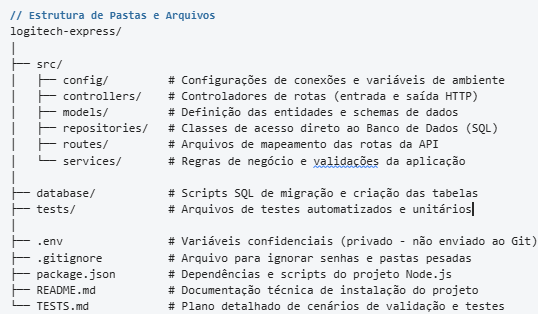 // Estrutura de Pastas e Arquivos
logitech-express/
│
├── src/
│   ├── config/         # Configurações de conexões e variáveis de ambiente
│   ├── controllers/    # Controladores de rotas (entrada e saída HTTP)
│   ├── models/         # Definição das entidades e schemas de dados
│   ├── repositories/   # Classes de acesso direto ao Banco de Dados (SQL)
│   ├── routes/         # Arquivos de mapeamento das rotas da API
│   └── services/       # Regras de negócio e validações da aplicação
│
├── database/           # Scripts SQL de migração e criação das tabelas
├── tests/              # Arquivos de testes automatizados e unitários
│
├── .env                # Variáveis confidenciais (privado - não enviado ao Git)
├── .gitignore          # Arquivo para ignorar senhas e pastas pesadas
├── package.json        # Dependências e scripts do projeto Node.js
├── README.md           # Documentação técnica de instalação do projeto
└── TESTS.md            # Plano detalhado de cenários de validação e testes